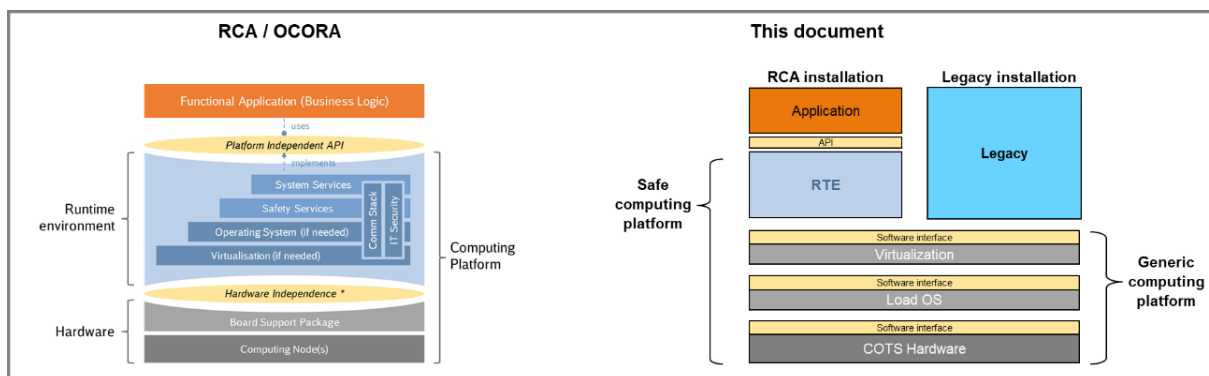 RCA / OCORA
Functional Application (Business Logic)
uses
Platform Independent API
implements
System Services
Safety Services
Operating System (if needed)
Virtualisation (if needed)
Comm Stack
IT Security
Hardware Independence *
Board Support Package
Computing Node(s)
Runtime
environment
Hardware
Computing
Platform
This document
RCA installation
Legacy installation
Application
API
RTE
Legacy
Safe
computing
platform
Software interface
Virtualization
Software interface
Load OS
Software interface
COTS Hardware
Generic
computing
platform